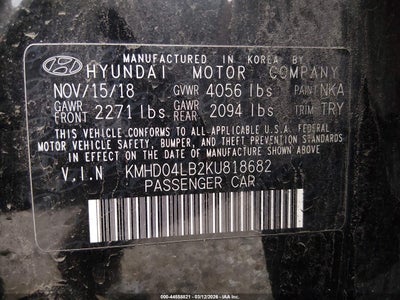 MANUFACTURED IN KOREA BY
HYUNDAI MOTOR COMPANY
NOV/15/18 GVWR 4056 lbs PAINT NKA
GAWR FRONT 2271 lbs GAWR REAR 2094 lbs TRIM TRY
THIS VEHICLE CONFORMS TO ALL APPLICABLE U.S.A. FEDERAL
MOTOR VEHICLE SAFETY, BUMPER, AND THEFT PREVENTION STANDARDS
IN EFFECT ON THE DATE OF MANUFACTURE SHOWN ABOVE.
V.I.N KMHD04LB2KU818682
PASSENGER CAR
000-44558821 - 03/12/2026 - IAA Inc.